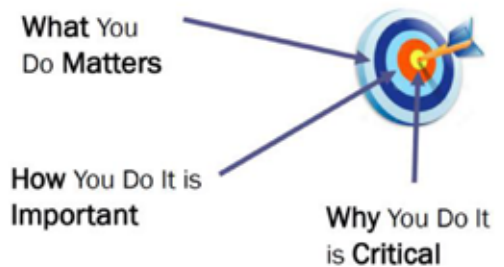 What You
Do Matters
How You Do It is
Important
Why You Do It
is Critical